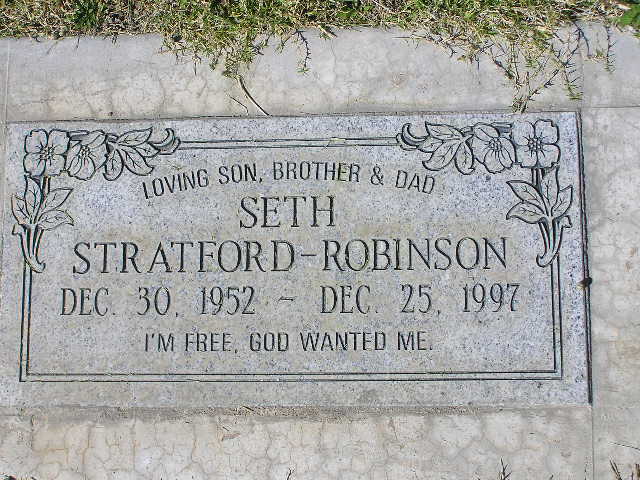 LOVING SON, BROTHER & DAD
SETH
STRATFORD-ROBINSON
DEC. 30, 1952 - DEC. 25, 1997
I'M FREE, GOD WANTED ME.